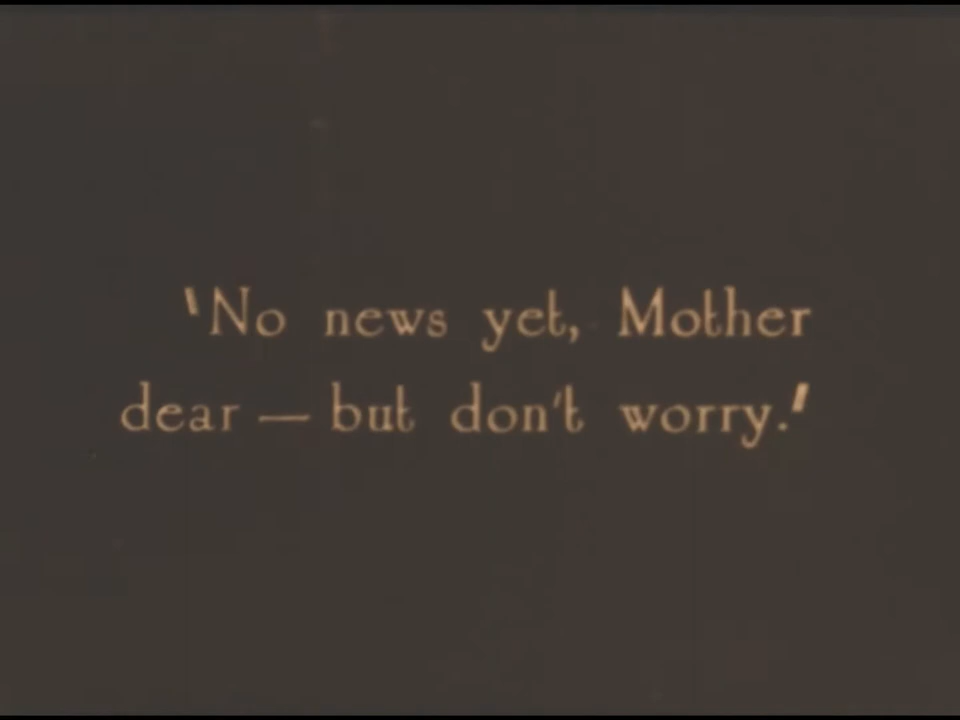 'No news yet, Mother
dear — but don't worry.'